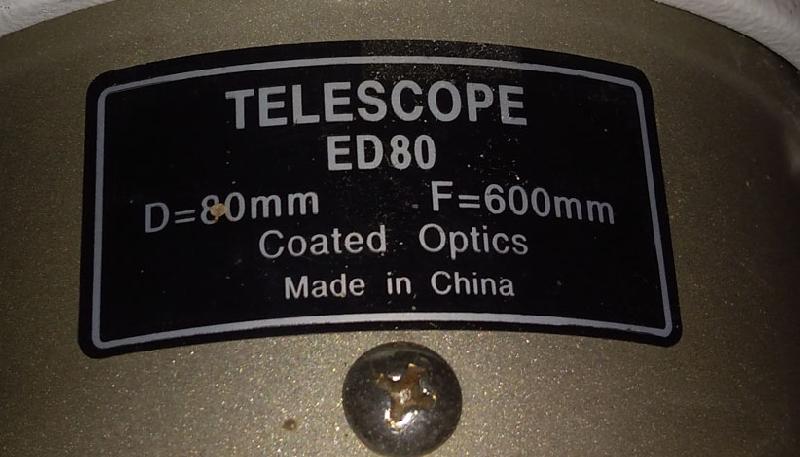 TELESCOPE
ED80
D=80mm F=600mm
Coated Optics
Made in China